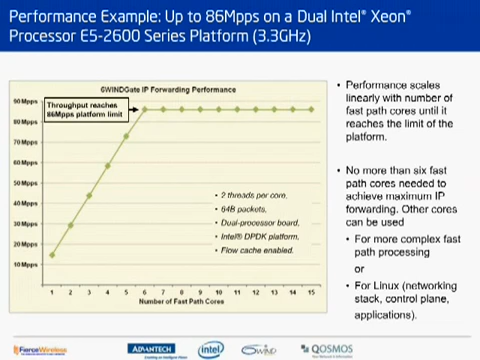 Performance Example: Up to 86Mpps on a Dual Intel® Xeon®
Processor E5-2600 Series Platform (3.3GHz)
6WINDGate IP Forwarding Performance
90 Mpps
80 Mpps
70 Mpps
60 Mpps
50 Mpps
40 Mpps
30 Mpps
20 Mpps
10 Mpps
Throughput reaches
86Mpps platform limit
• 2 threads per core.
• 64B packets.
• Dual-processor board.
• Intel® DPDK platform.
• Flow cache enabled.
1 2 3 4 5 6 7 8 9 10 11 12 13 14 15
Number of Fast Path Cores
• Performance scales
linearly with number of
fast path cores until it
reaches the limit of the
platform.
• No more than six fast
path cores needed to
achieve maximum IP
forwarding. Other cores
can be used
• For more complex fast
path processing
or
• For Linux (networking
stack, control plane,
applications).
FierceWireless
ADVANTECH
intel
6WIND
QOSMOS